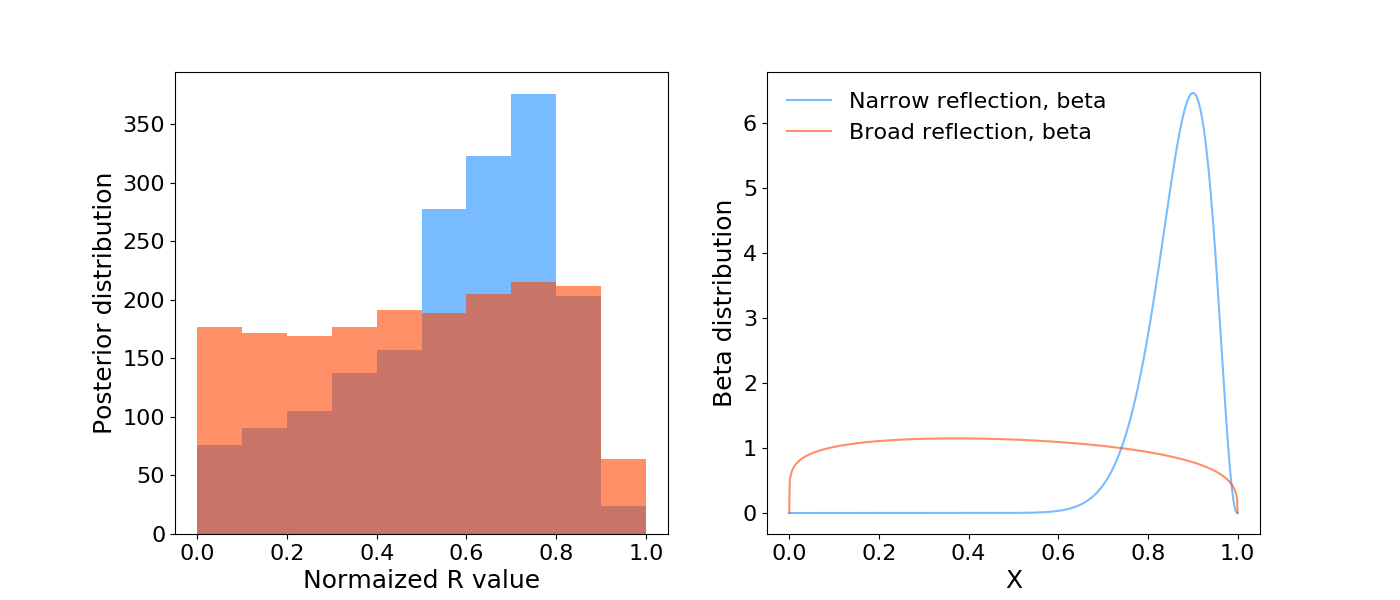 Posterior distribution
350
300
250
200
150
100
50
0
0.0 0.2 0.4 0.6 0.8 1.0
Normaized R value
Beta distribution
6
5
4
3
2
1
0
Narrow reflection, beta
Broad reflection, beta
0.0 0.2 0.4 0.6 0.8 1.0
X